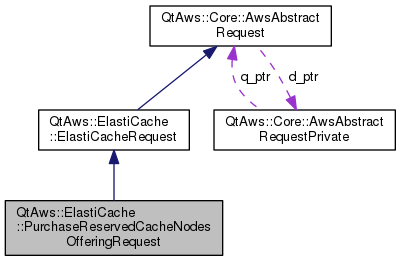 QtAws::Core::AwsAbstract
Request
q_ptr
d_ptr
QtAws::ElastiCache
::ElastiCacheRequest
QtAws::Core::AwsAbstract
RequestPrivate
QtAws::ElastiCache
::PurchaseReservedCacheNodes
OfferingRequest